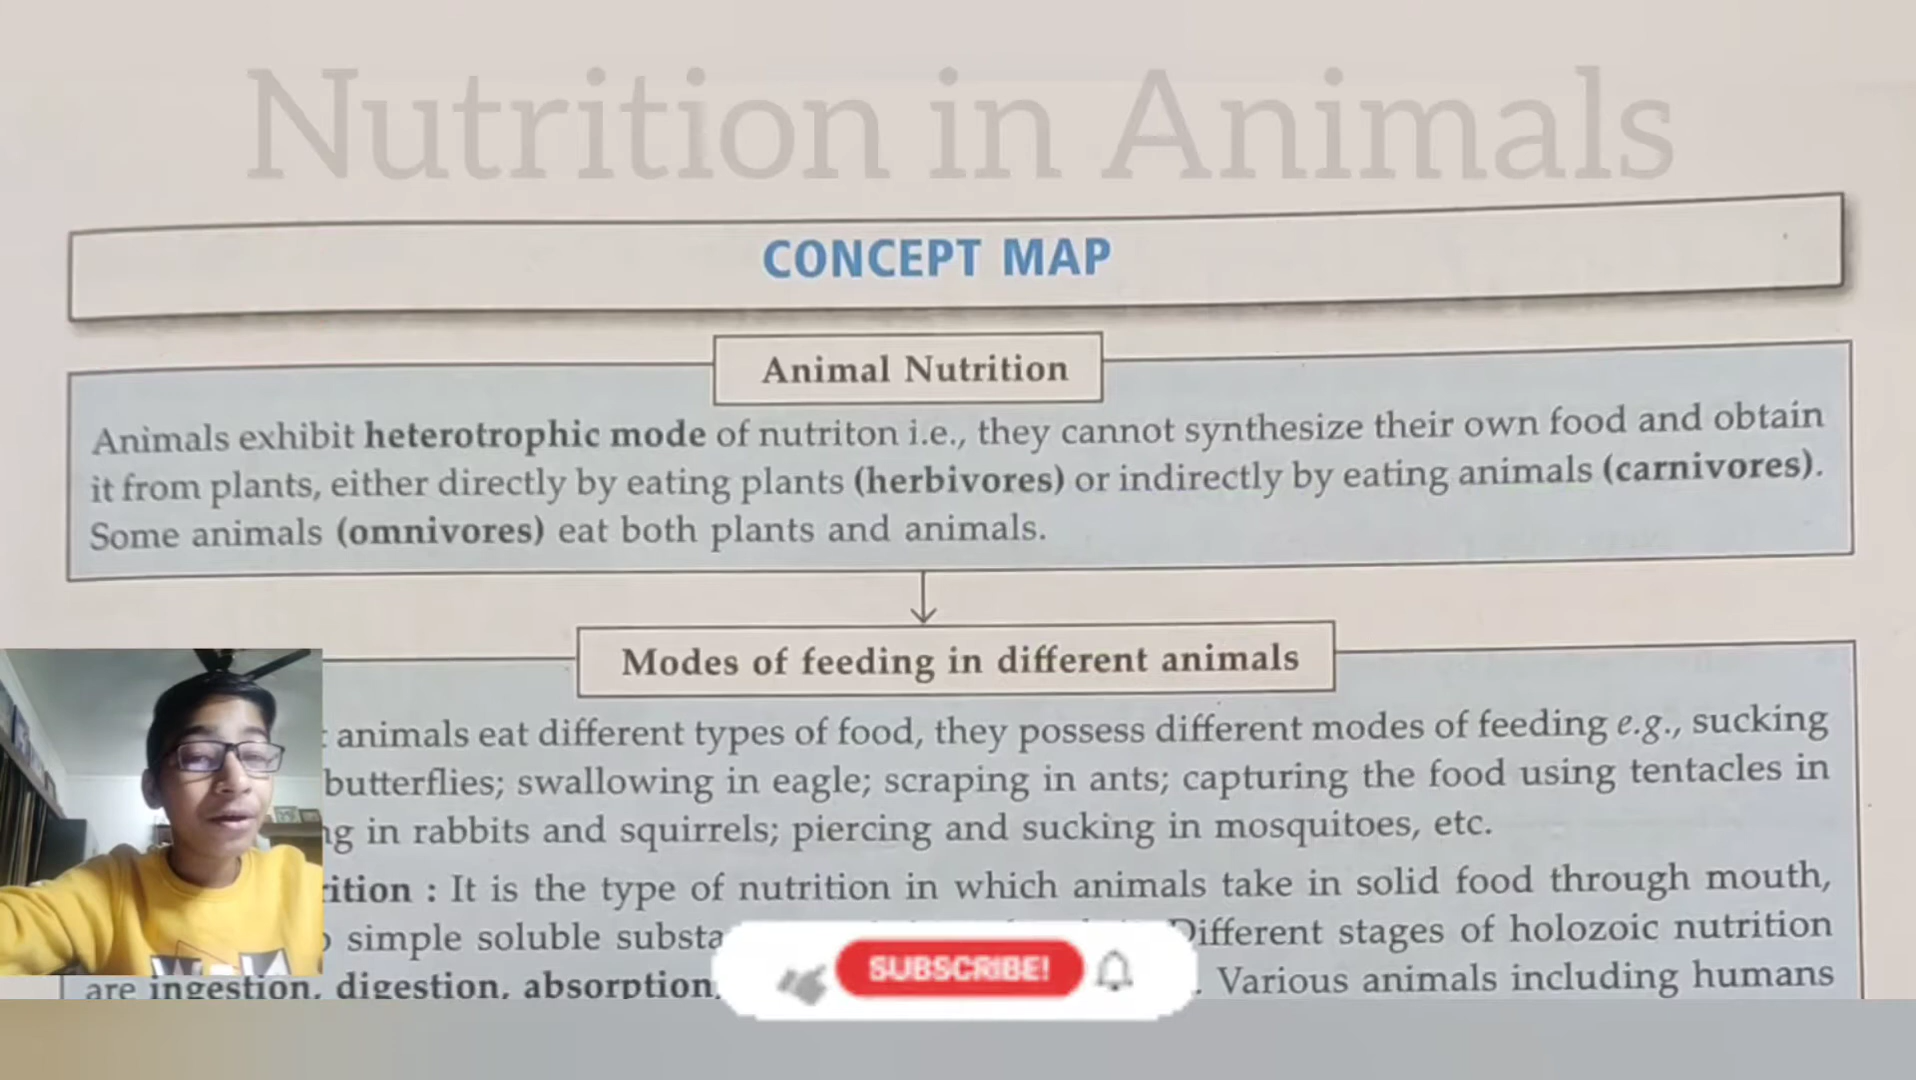 Nutrition in Animals
CONCEPT MAP
Animal Nutrition
Animals exhibit heterotrophic mode of nutriton i.e., they cannot synthesize their own food and obtain
it from plants, either directly by eating plants (herbivores) or indirectly by eating animals (carnivores).
Some animals (omnivores) eat both plants and animals.
Modes of feeding in different animals
animals eat different types of food, they possess different modes of feeding e.g., sucking
butterflies; swallowing in eagle; scraping in ants; capturing the food using tentacles in
in rabbits and squirrels; piercing and sucking in mosquitoes, etc.
: It is the type of nutrition in which animals take in solid food through mouth,
simple soluble Different stages of holozoic nutrition
are ingestion, digestion, absorption, Various animals including humans
SUBSCRIBE!